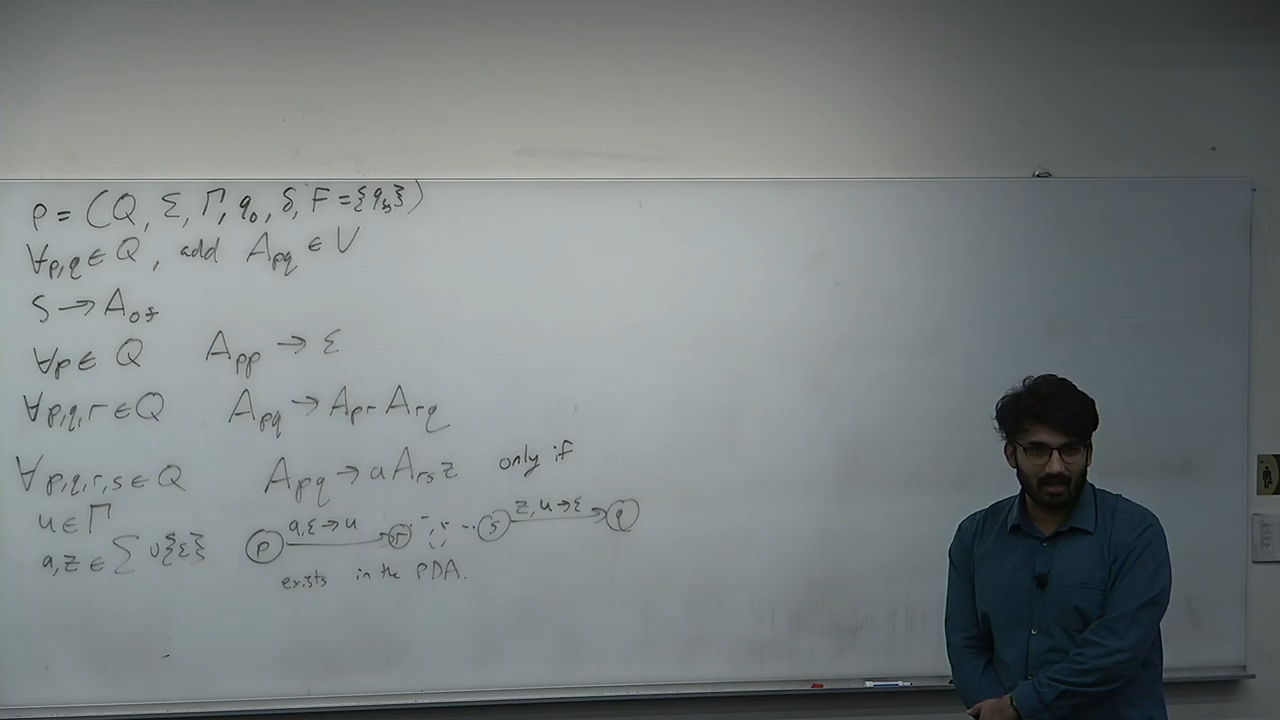 P = (Q, Σ, Γ, q₀, δ, F = {q_f})
∀p,q ∈ Q, add A_pq ∈ V
S → A_0f
∀p ∈ Q A_pp → ε
∀p,q,r ∈ Q A_pq → A_pr A_rq
∀p,q,r,s ∈ Q A_pq → a A_rs z only if
u ∈ Γ
a,z ∈ Σ ∪ {ε} p a,ε → u r s z,u → ε q
exists in the PDA.